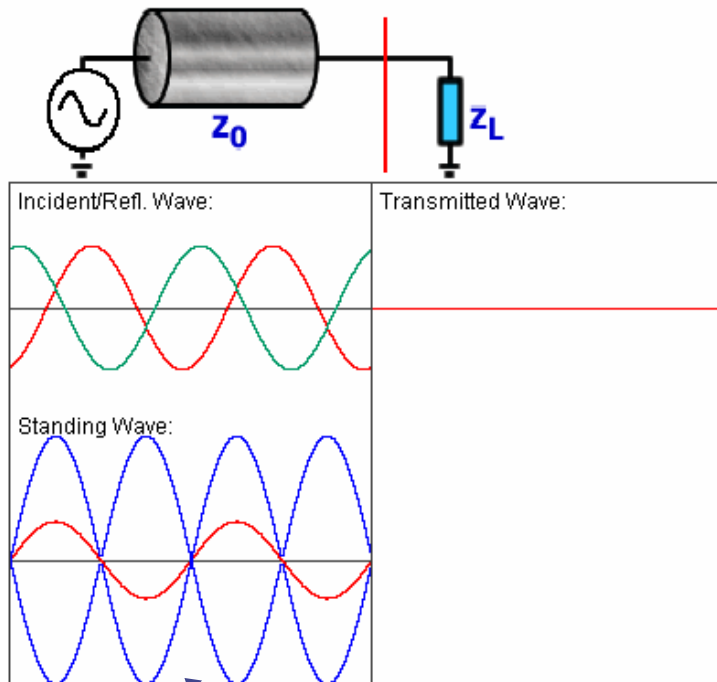 Z0
ZL
Incident/Refl. Wave:
Transmitted Wave:
Standing Wave: